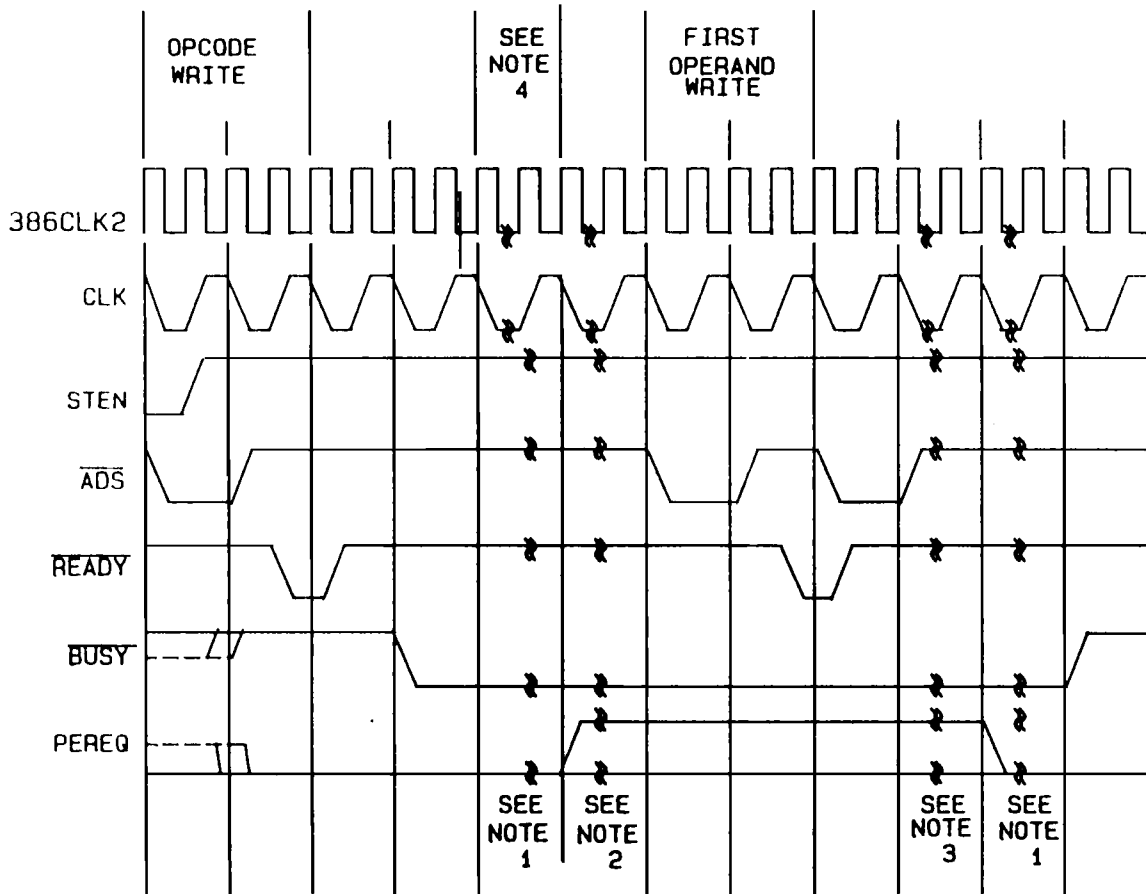 OPCODE
WRITE
SEE
NOTE
4
FIRST
OPERAND
WRITE
386CLK2
CLK
STEN
ADS
READY
BUSY
PEREQ
SEE
NOTE
1
SEE
NOTE
2
SEE
NOTE
3
SEE
NOTE
1